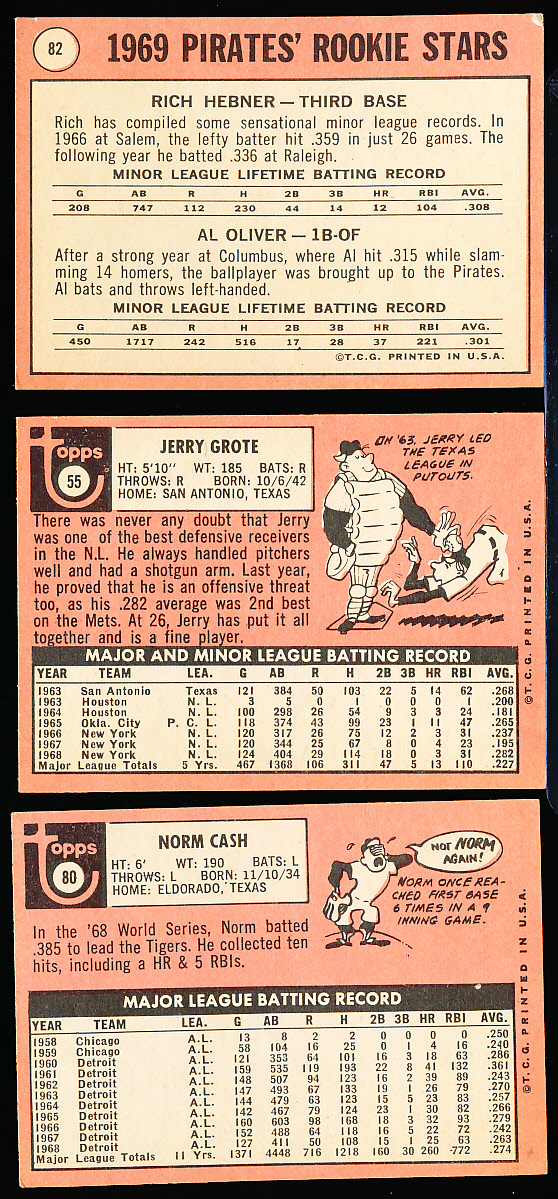 82
1969 PIRATES' ROOKIE STARS
RICH HEBNER — THIRD BASE
Rich has compiled some sensational minor league records. In
1966 at Salem, the lefty batter hit .359 in just 26 games. The
following year he batted .336 at Raleigh.
MINOR LEAGUE LIFETIME BATTING RECORD
G AB R H 2B 3B HR RBI AVG.
208 747 112 230 44 14 12 104 .308
AL OLIVER — 1B-OF
After a strong year at Columbus, where Al hit .315 while slam-
ming 14 homers, the ballplayer was brought up to the Pirates.
Al bats and throws left-handed.
MINOR LEAGUE LIFETIME BATTING RECORD
G AB R H 2B 3B HR RBI AVG.
450 1717 242 516 17 28 37 221 .301
©T.C.G. PRINTED IN U.S.A.
topps
55
JERRY GROTE
HT: 5'10" WT: 185 BATS: R
THROWS: R BORN: 10/6/42
HOME: SAN ANTONIO, TEXAS
IN '63, JERRY LED
THE TEXAS
LEAGUE IN
PUTOUTS.
There was never any doubt that Jerry
was one of the best defensive receivers
in the N.L. He always handled pitchers
well and had a shotgun arm. Last year,
he proved that he is an offensive threat
too, as his .282 average was 2nd best
on the Mets. At 26, Jerry has put it all
together and is a fine player.
MAJOR AND MINOR LEAGUE BATTING RECORD
YEAR TEAM LEA. G AB R H 2B 3B HR RBI AVG.
1963 San Antonio Texas 121 384 50 103 22 5 14 62 .268
1963 Houston N. L. 3 5 0 1 0 0 0 1 .200
1964 Houston N. L. 100 298 26 54 9 3 3 24 .181
1965 Okla. City P. C. L. 118 374 43 99 23 1 11 47 .265
1966 New York N. L. 120 317 26 75 12 2 3 31 .237
1967 New York N. L. 120 344 25 67 8 0 4 23 .195
1968 New York N. L. 124 404 29 114 18 0 3 31 .282
Major League Totals 5 Yrs. 467 1368 106 311 47 5 13 110 .227
©T.C.G. PRINTED IN U.S.A.
topps
80
NORM CASH
HT: 6' WT: 190 BATS: L
THROWS: L BORN: 11/10/34
HOME: ELDORADO, TEXAS
NOT NORM
AGAIN!
NORM ONCE REA-
CHED FIRST BASE
6 TIMES IN A 9
INNING GAME.
In the '68 World Series, Norm batted
.385 to lead the Tigers. He collected ten
hits, including a HR & 5 RBIs.
MAJOR LEAGUE BATTING RECORD
YEAR TEAM LEA. G AB R H 2B 3B HR RBI AVG.
1958 Chicago A.L. 13 8 2 2 0 0 0 0 .250
1959 Chicago A.L. 58 104 16 25 0 1 4 16 .240
1960 Detroit A.L. 121 353 64 101 16 3 18 63 .286
1961 Detroit A.L. 159 535 119 193 22 8 41 132 .361
1962 Detroit A.L. 148 507 94 123 16 2 39 89 .243
1963 Detroit A.L. 147 493 67 133 19 1 26 79 .270
1964 Detroit A.L. 144 479 63 123 15 5 23 83 .257
1965 Detroit A.L. 142 467 79 124 23 1 30 82 .266
1966 Detroit A.L. 160 603 98 168 18 3 32 93 .279
1967 Detroit A.L. 152 488 64 118 16 5 22 72 .242
1968 Detroit A.L. 127 411 50 108 15 1 25 63 .263
Major League Totals 11 Yrs. 1371 4448 716 1218 160 30 260 772 .274
©T.C.G. PRINTED IN U.S.A.